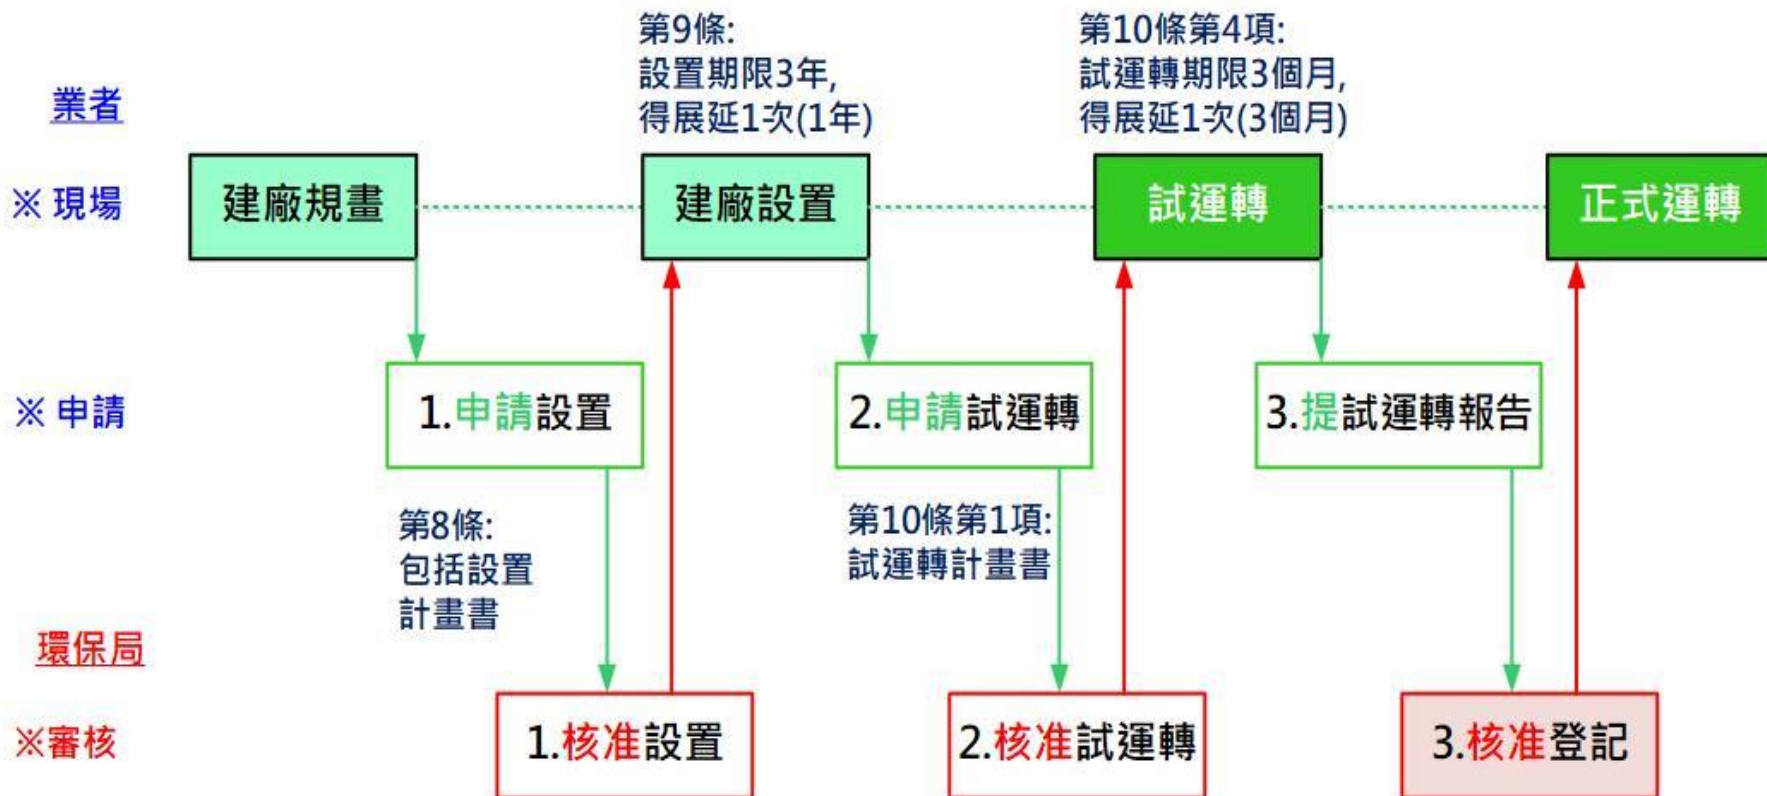 第9條:
設置期限3年,
得展延1次(1年)
第10條第4項:
試運轉期限3個月,
得展延1次(3個月)
業者
※ 現場
建廠規畫
建廠設置
試運轉
正式運轉
※ 申請
1.申請設置
2.申請試運轉
3.提試運轉報告
第8條:
包括設置
計畫書
第10條第1項:
試運轉計畫書
環保局
※審核
1.核准設置
2.核准試運轉
3.核准登記